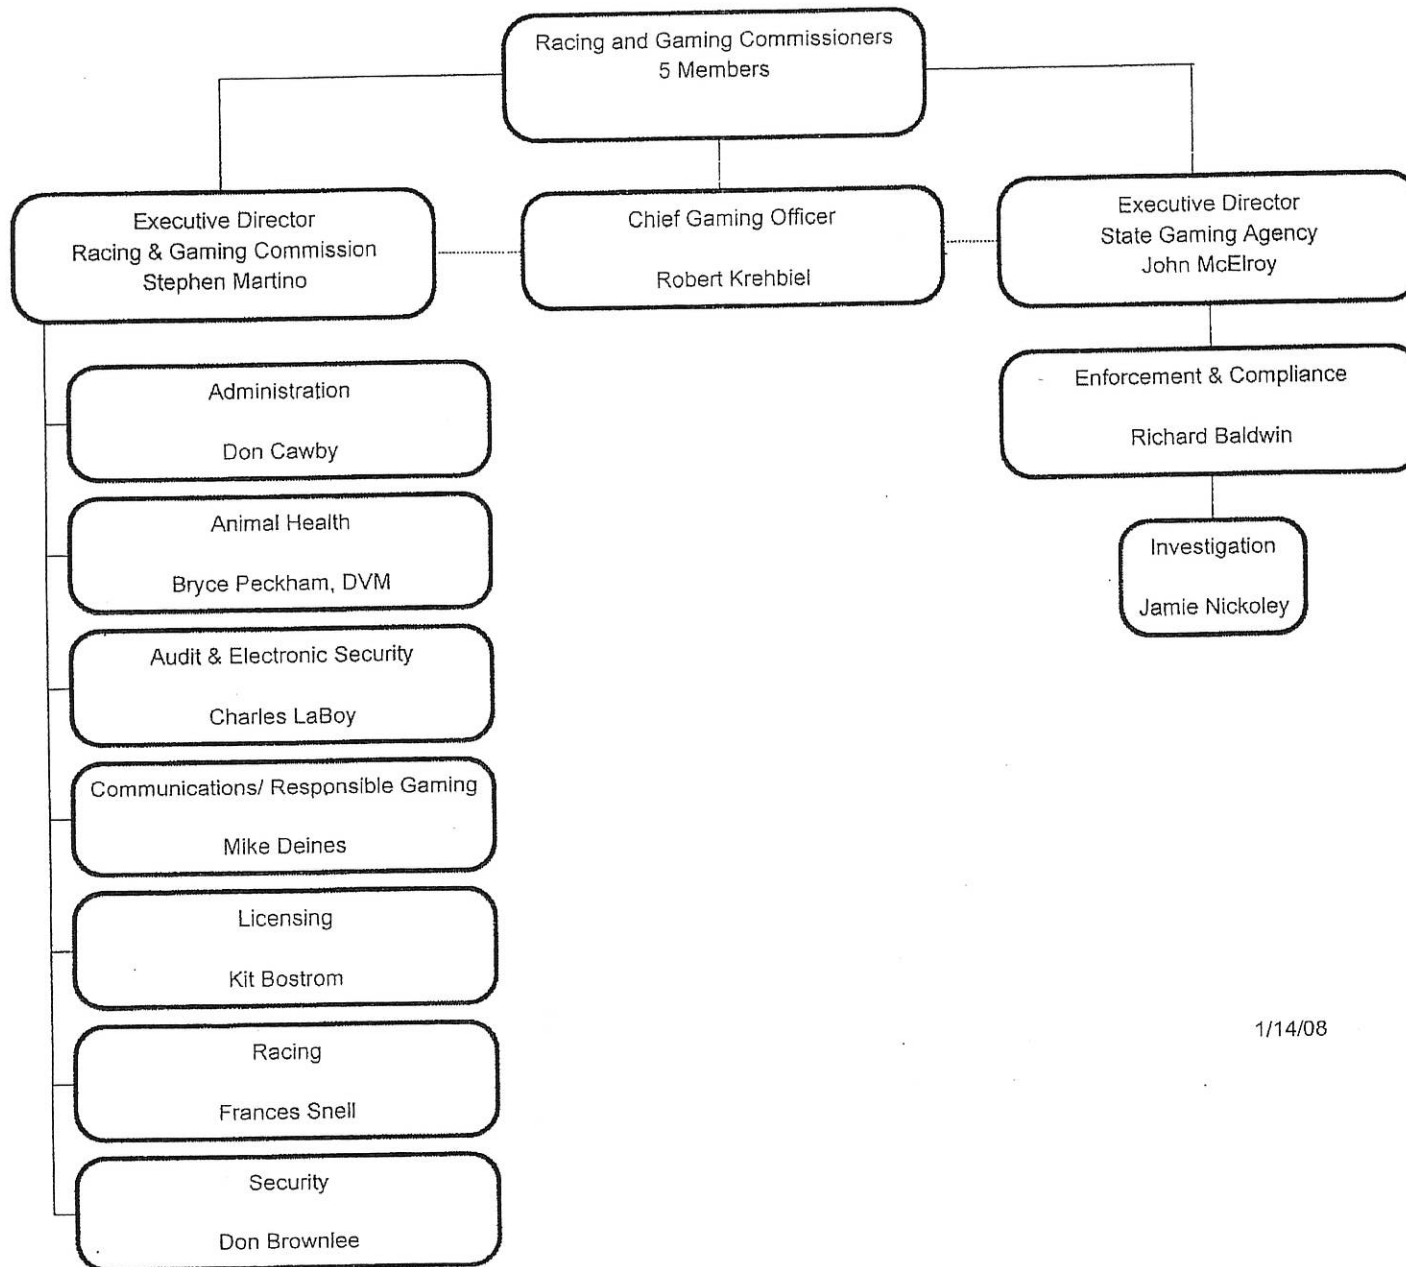 Racing and Gaming Commissioners
5 Members
Executive Director
Racing & Gaming Commission
Stephen Martino
Chief Gaming Officer
Robert Krehbiel
Executive Director
State Gaming Agency
John McElroy
Administration
Don Cawby
Animal Health
Bryce Peckham, DVM
Audit & Electronic Security
Charles LaBoy
Communications/ Responsible Gaming
Mike Deines
Licensing
Kit Bostrom
Racing
Frances Snell
Security
Don Brownlee
Enforcement & Compliance
Richard Baldwin
Investigation
Jamie Nickoley
1/14/08